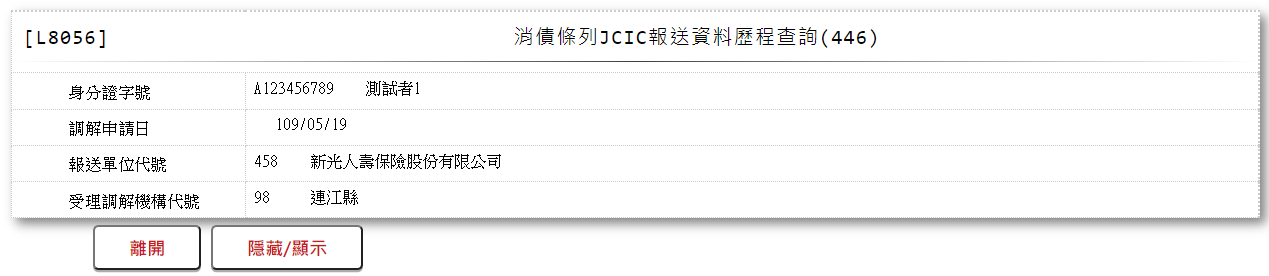 [L8056] 消債條列JCIC報送資料歷程查詢(446)
身分證字號 A123456789 測試者1
調解申請日 109/05/19
報送單位代號 458 新光人壽保險股份有限公司
受理調解機構代號 98 連江縣
離開 隱藏/顯示